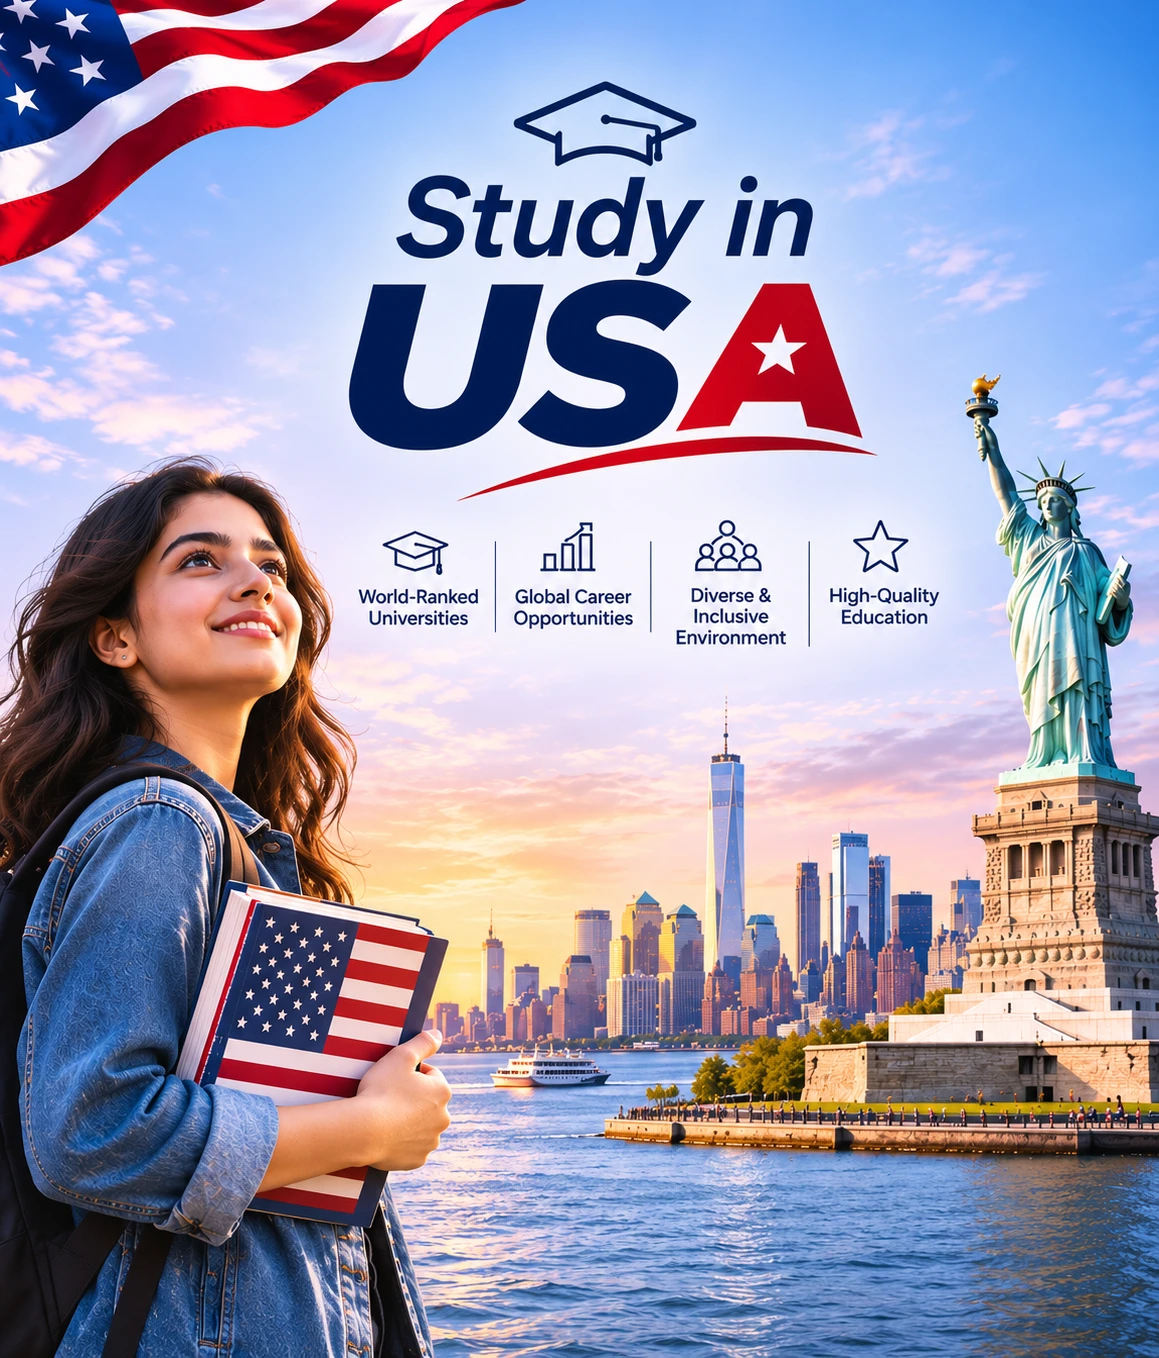 Study in
USA
World-Ranked
Universities
Global Career
Opportunities
Diverse &
Inclusive
Environment
High-Quality
Education